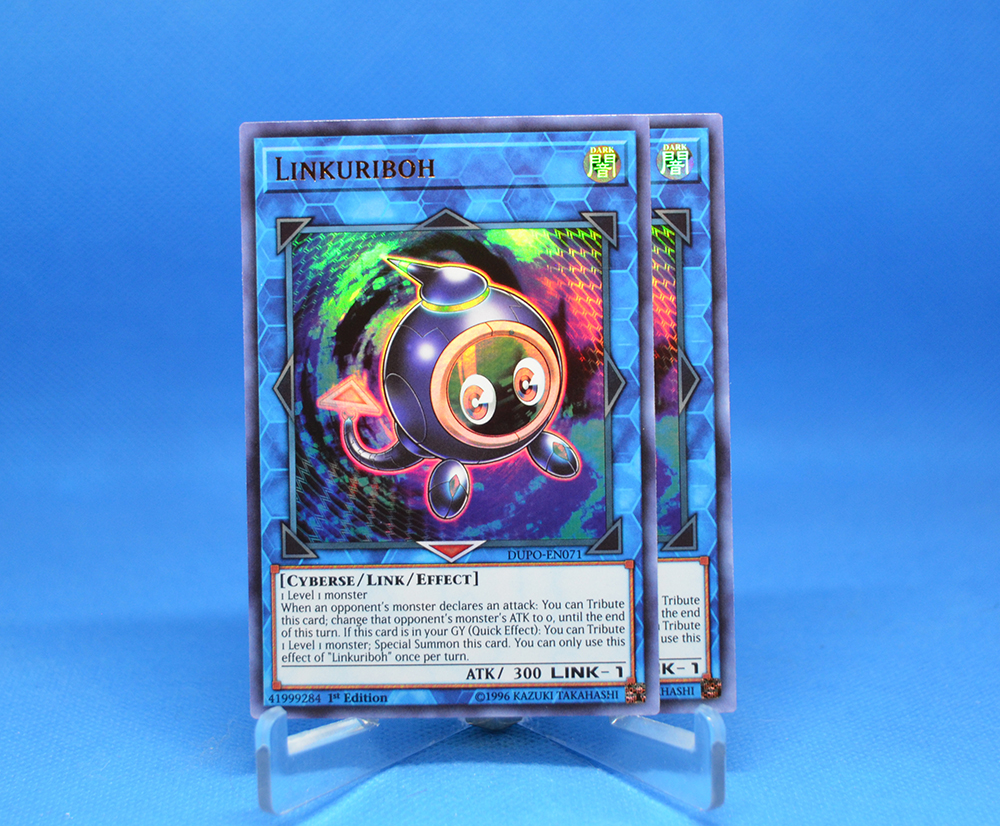 LINKURIBOH
DARK
闇
DARK
闇
DUPO-EN071
[CYBERSE/LINK/EFFECT]
1 Level 1 monster
When an opponent's monster declares an attack: You can Tribute
this card; change that opponent's monster's ATK to 0, until the end
of this turn. If this card is in your GY (Quick Effect): You can Tribute
1 Level 1 monster; Special Summon this card. You can only use this
effect of "Linkuriboh" once per turn.
ATK/ 300 LINK-1
41999284 1st Edition ©1996 KAZUKI TAKAHASHI
Tribute
the end
Tribute
use this
K-1
TAKAHASHI